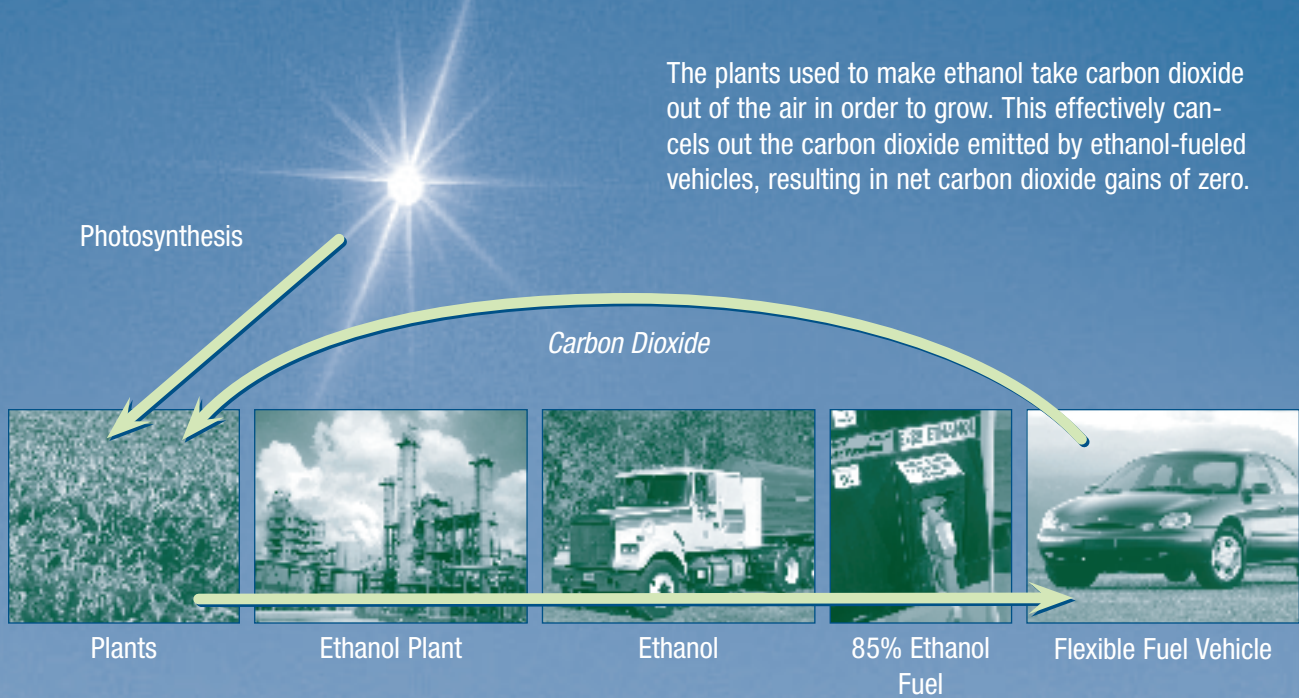 The plants used to make ethanol take carbon dioxide
out of the air in order to grow. This effectively can-
cels out the carbon dioxide emitted by ethanol-fueled
vehicles, resulting in net carbon dioxide gains of zero.
Photosynthesis
Carbon Dioxide
ETHANOL
Plants
Ethanol Plant
Ethanol
85% Ethanol
Fuel
Flexible Fuel Vehicle